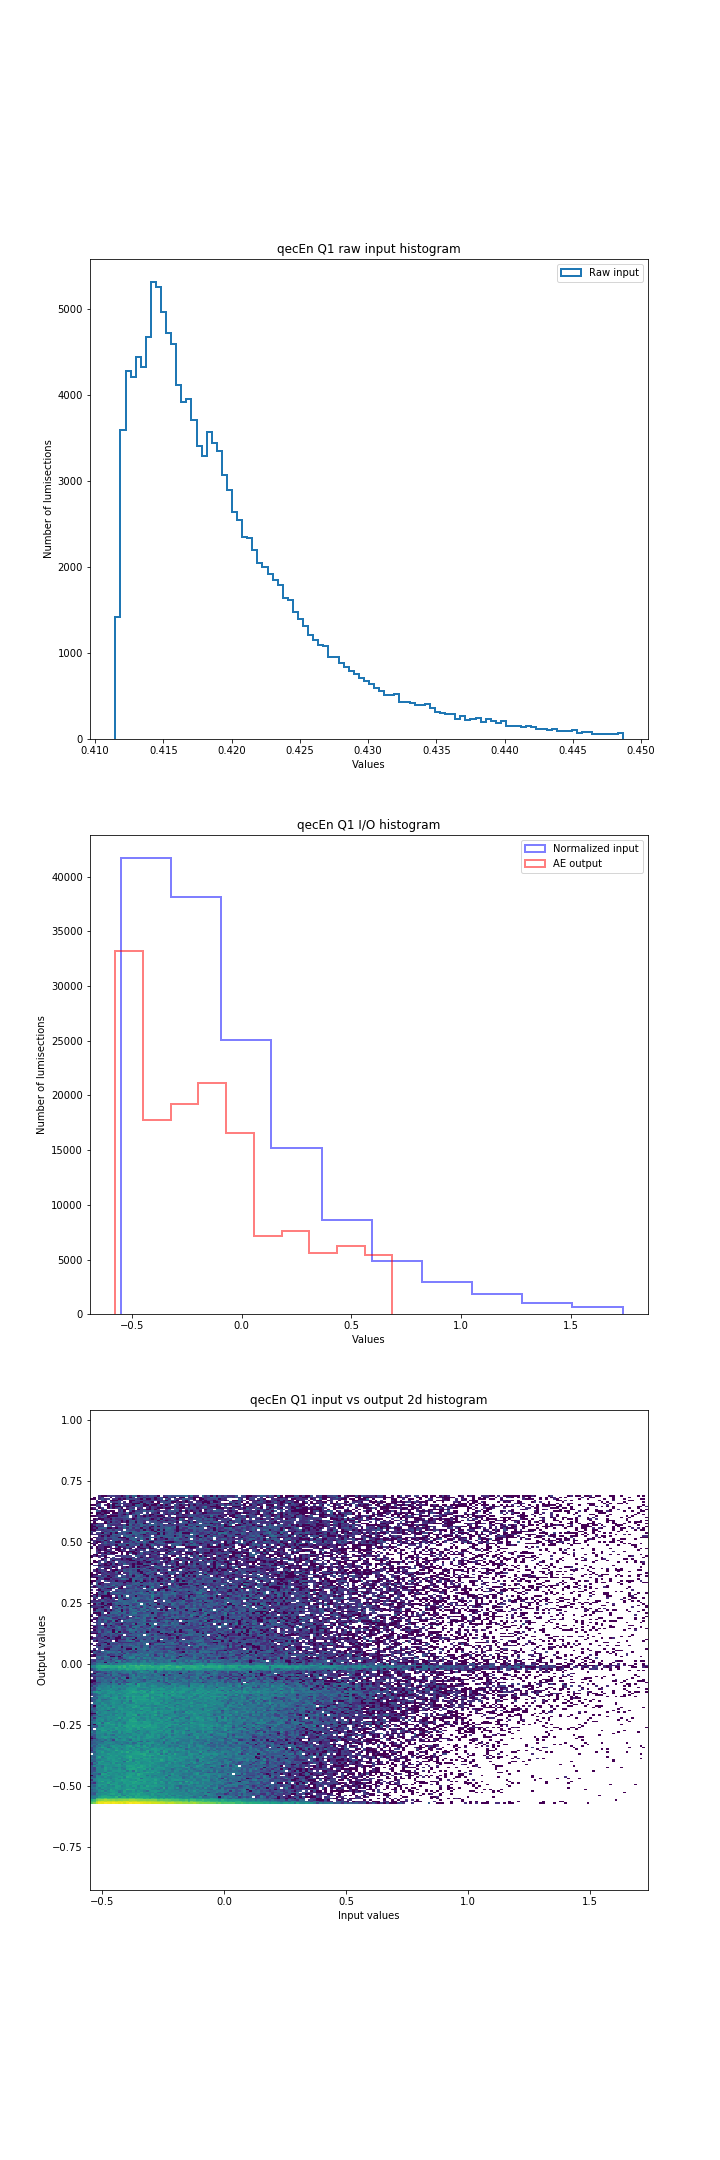 qecEn Q1 raw input histogram
Raw input
5000
4000
3000
2000
1000
0
Number of lumisections
0.410 0.415 0.420 0.425 0.430 0.435 0.440 0.445 0.450
Values
qecEn Q1 I/O histogram
Normalized input
AE output
40000
35000
30000
25000
20000
15000
10000
5000
0
Number of lumisections
−0.5 0.0 0.5 1.0 1.5
Values
qecEn Q1 input vs output 2d histogram
1.00
0.75
0.50
0.25
0.00
−0.25
−0.50
−0.75
Output values
−0.5 0.0 0.5 1.0 1.5
Input values